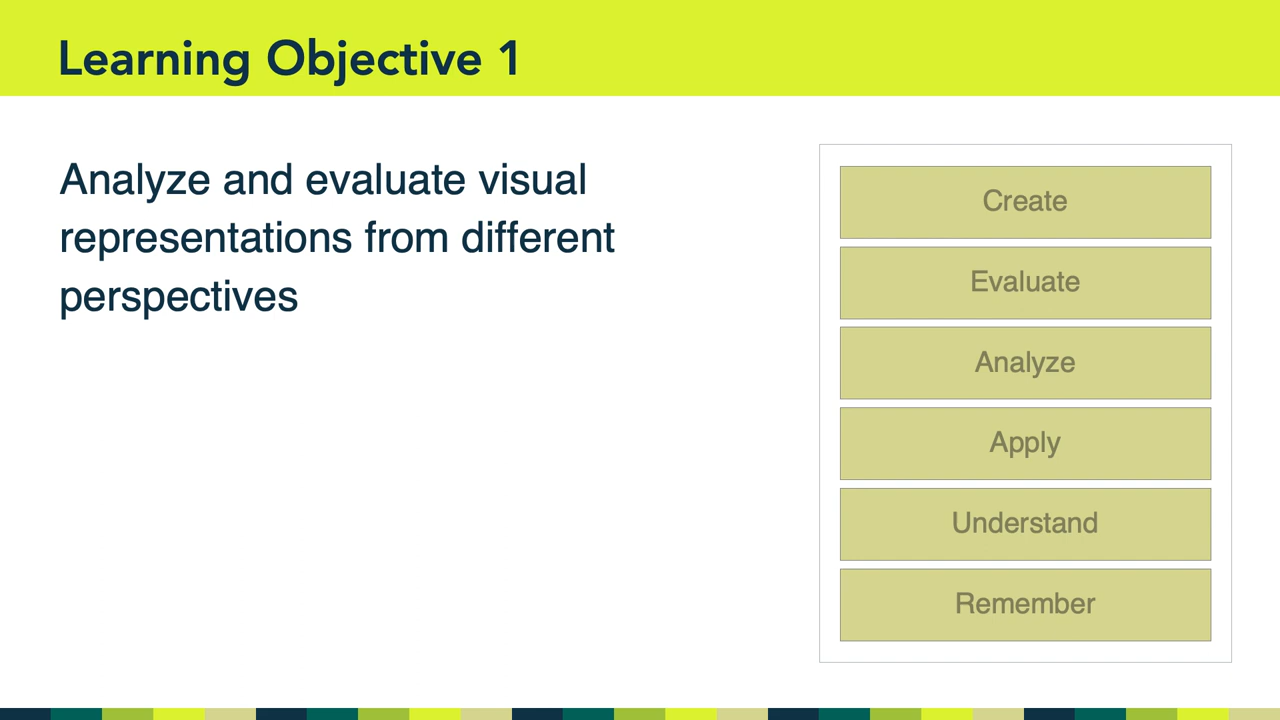 Learning Objective 1
Analyze and evaluate visual
representations from different
perspectives
Create
Evaluate
Analyze
Apply
Understand
Remember